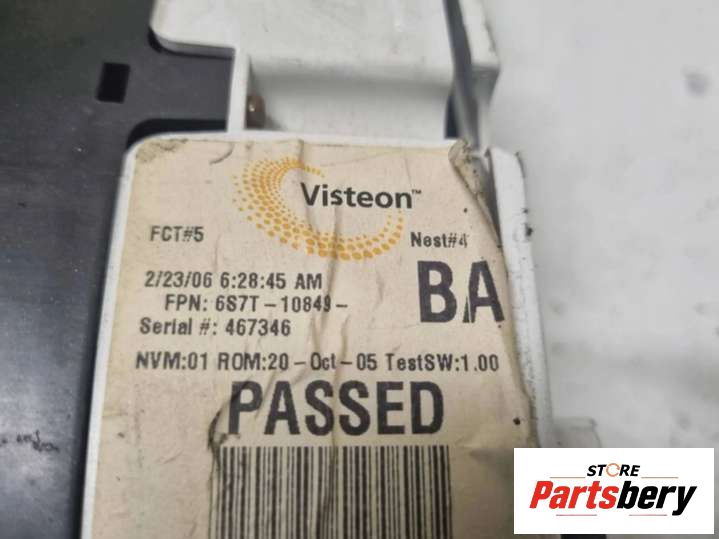 Visteon™
FCT#5 Nest#4
2/23/06 6:28:45 AM
FPN: 6S7T-10849- BA
Serial #: 467346
NVM:01 ROM:20-Oct-05 TestSW:1.00
PASSED
STORE
Partsbery